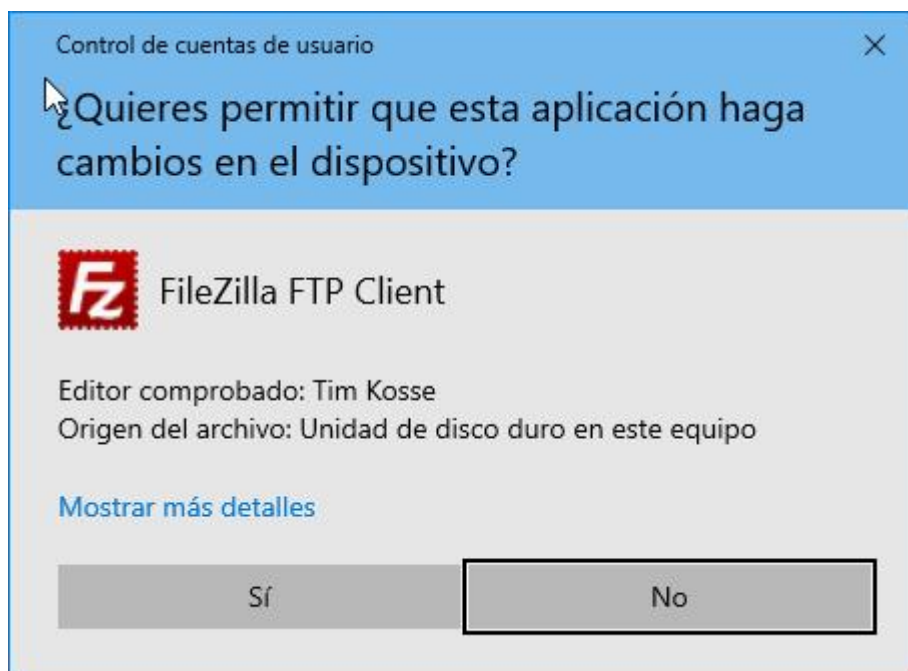 Control de cuentas de usuario
¿Quieres permitir que esta aplicación haga
cambios en el dispositivo?
Fz
FileZilla FTP Client
Editor comprobado: Tim Kosse
Origen del archivo: Unidad de disco duro en este equipo
Mostrar más detalles
Sí
No